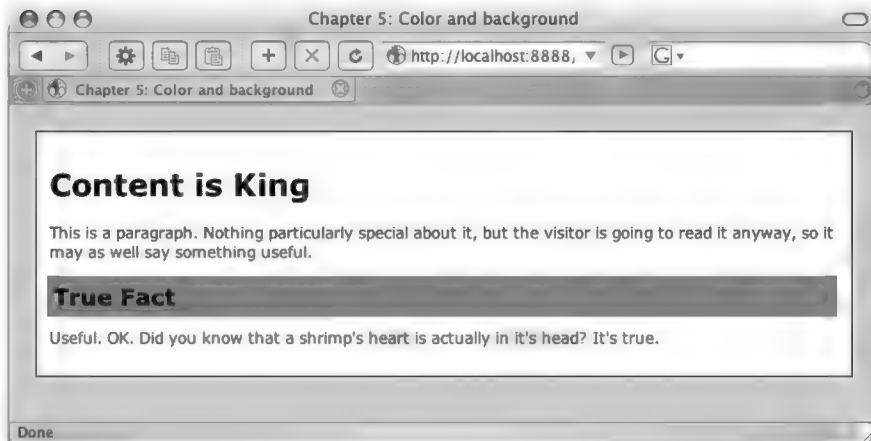 Chapter 5: Color and background
http://localhost:8888,
G
Chapter 5: Color and background
Content is King
This is a paragraph. Nothing particularly special about it, but the visitor is going to read it anyway, so it
may as well say something useful.
True Fact
Useful. OK. Did you know that a shrimp's heart is actually in it's head? It's true.
Done